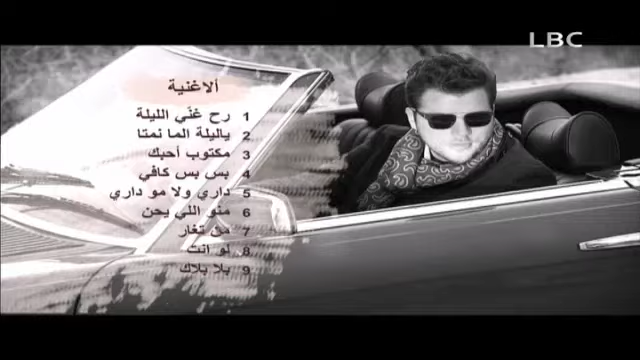 LBC
ألاغنية
1 رح غنّي الليلة
2 ياليلة الما نمتا
3 مكتوب أحبك
4 بس بس كافي
5 داري ولا مو داري
6 منو اللي يحن
7 من تغار
8 لو انت
9 بلا بلاك